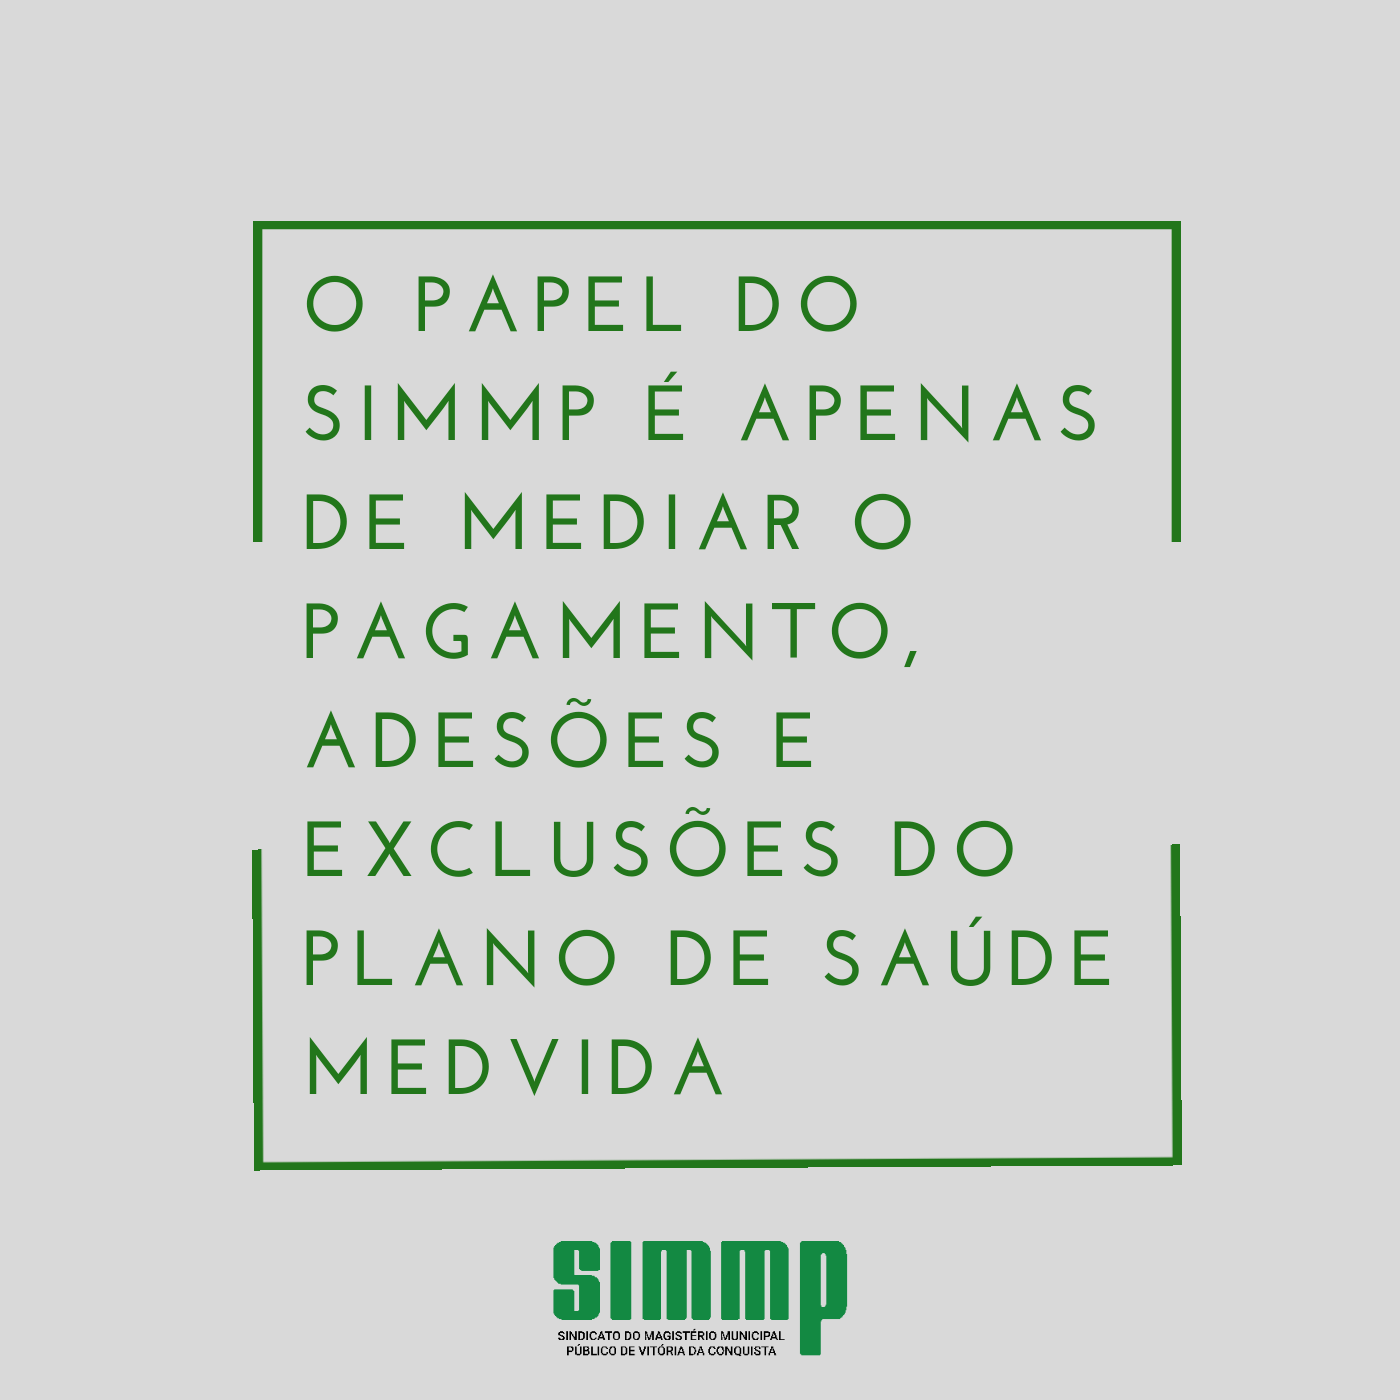 O PAPEL DO
SIMMP É APENAS
DE MEDIAR O
PAGAMENTO,
ADESÕES E
EXCLUSÕES DO
PLANO DE SAÚDE
MEDVIDA
SIMMP
SINDICATO DO MAGISTÉRIO MUNICIPAL
PÚBLICO DE VITÓRIA DA CONQUISTA